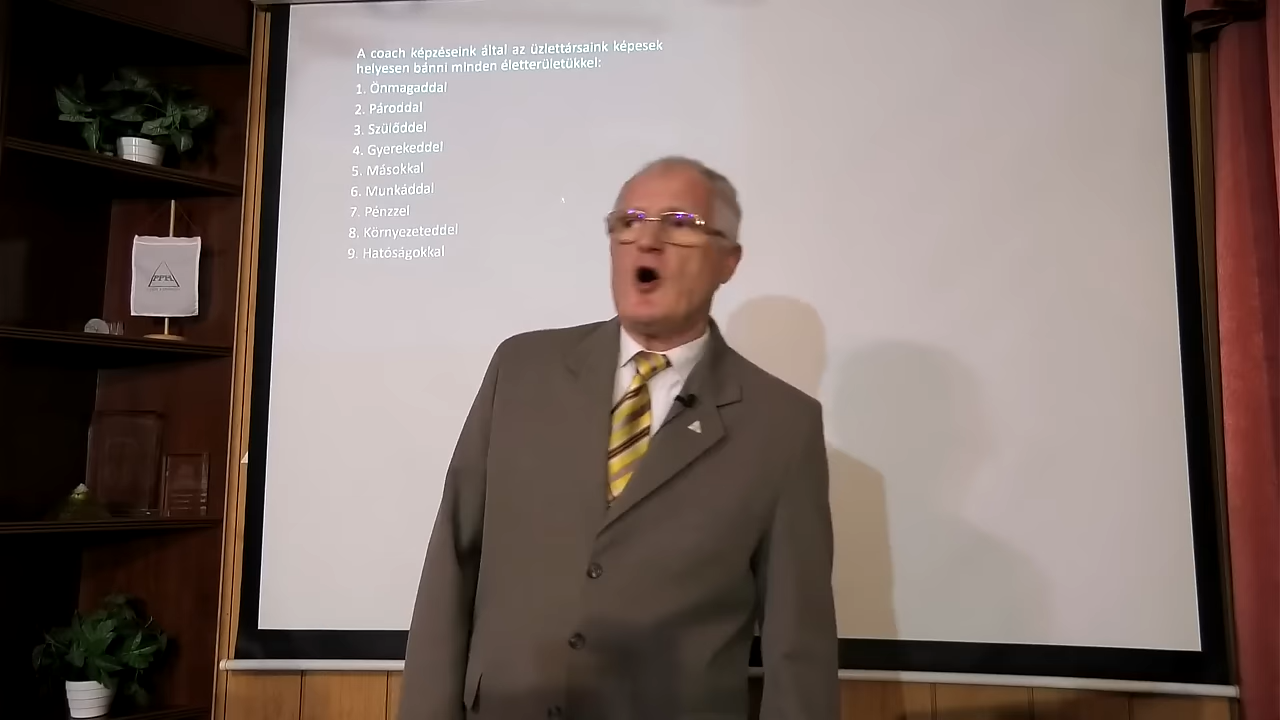 A coach képzéseink által az üzlettársaink képesek
helyesen bánni minden életterületükkel:
1. Önmagaddal
2. Pároddal
3. Szülőddel
4. Gyerekeddel
5. Másokkal
6. Munkáddal
7. Pénzzel
8. Környezeteddel
9. Hatóságokkal